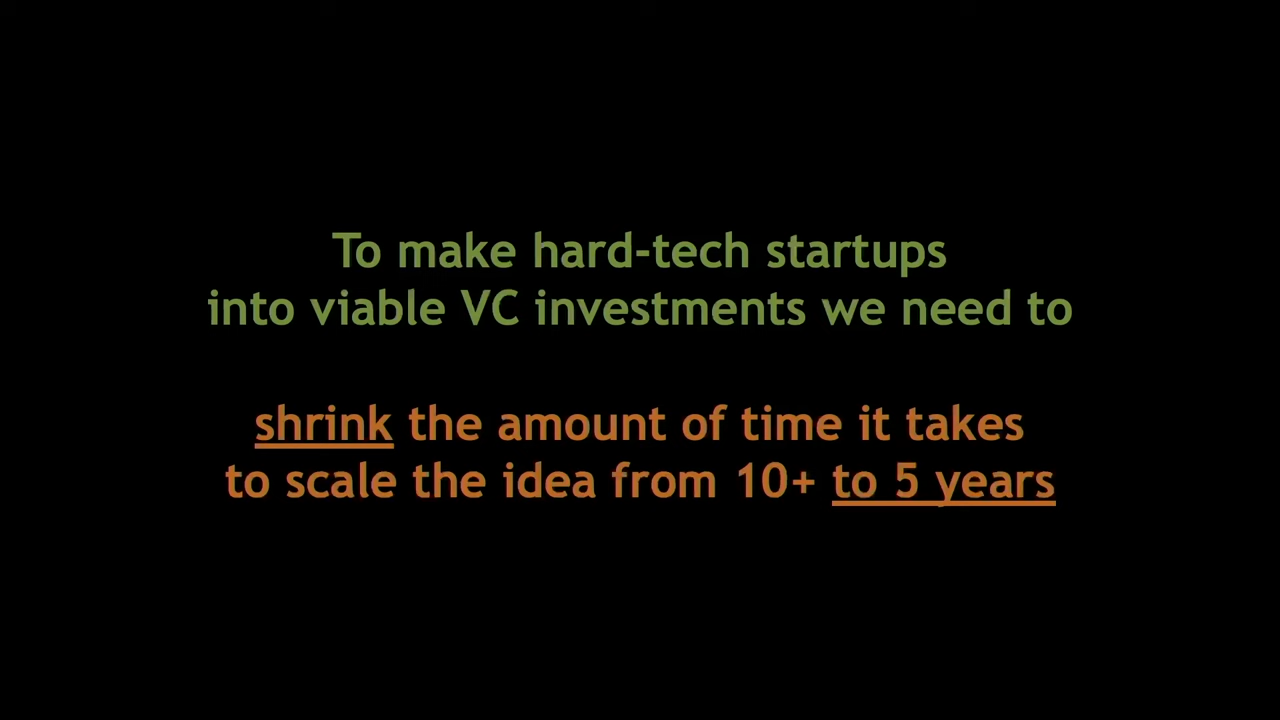 To make hard-tech startups
into viable VC investments we need to
shrink the amount of time it takes
to scale the idea from 10+ to 5 years